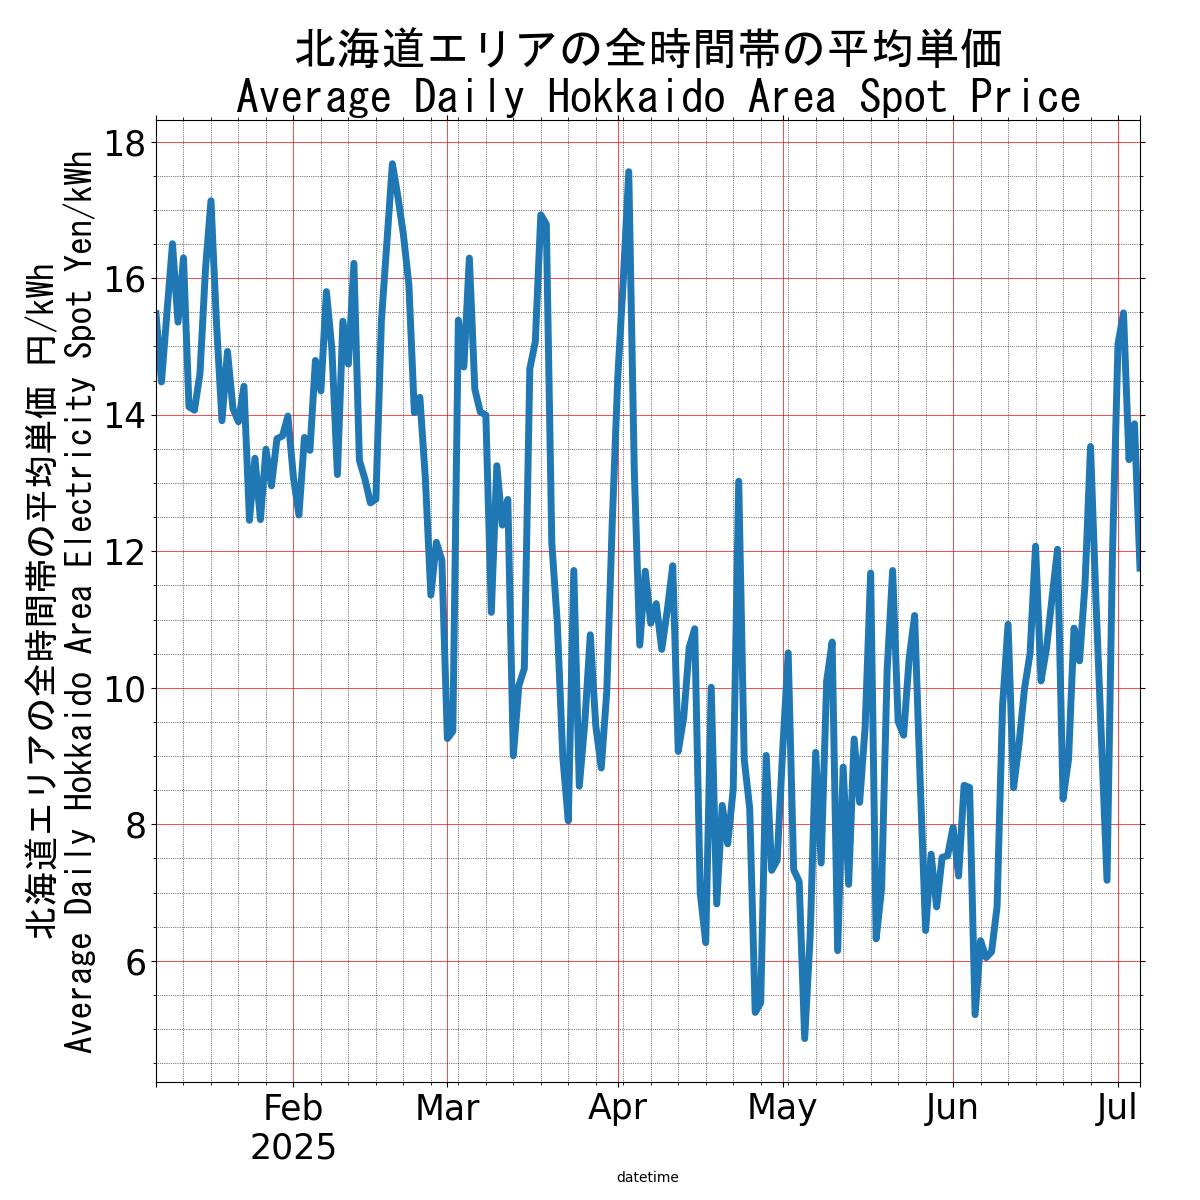 北海道エリアの全時間帯の平均単価
Average Daily Hokkaido Area Spot Price
北海道エリアの全時間帯の平均単価 円/kWh
Average Daily Hokkaido Area Electricity Spot Yen/kWh
18
16
14
12
10
8
6
Feb
2025
Mar
Apr
May
Jun
Jul
datetime